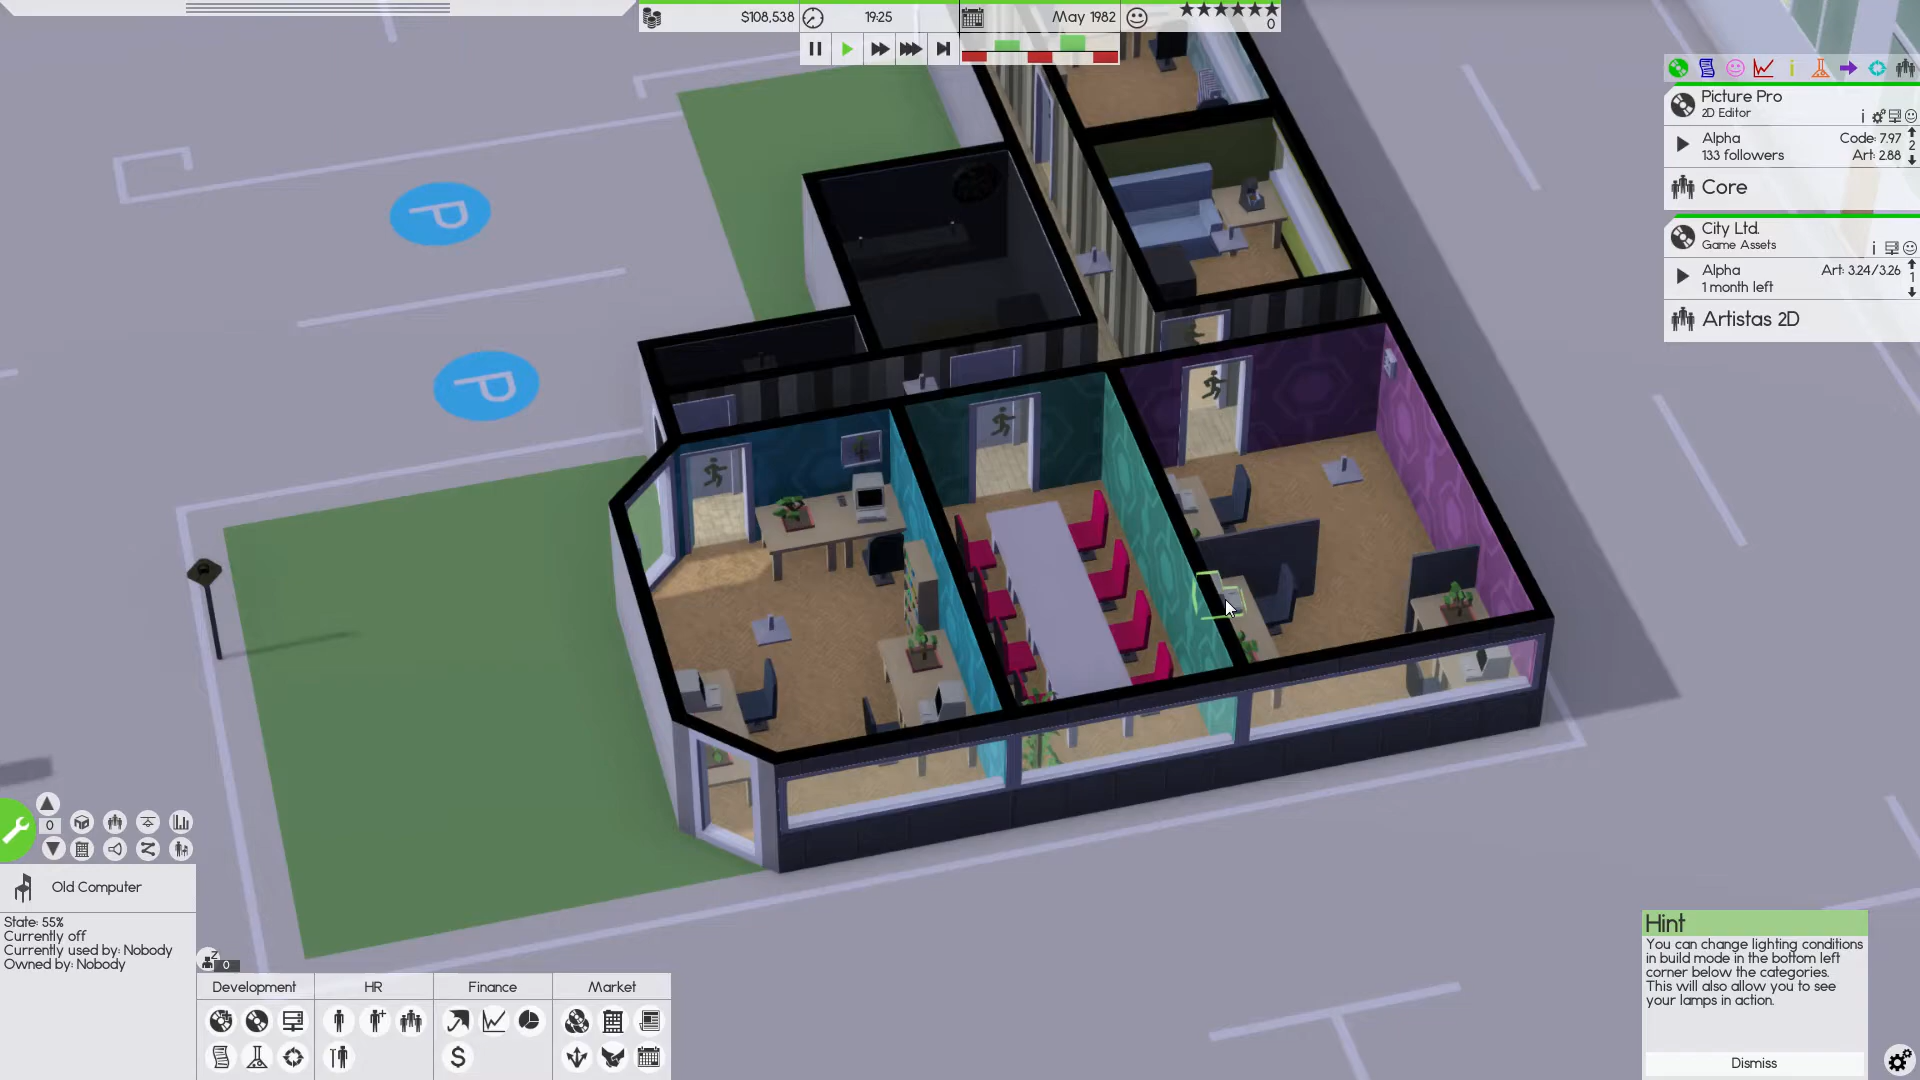 $108,538
19:25
May 1982
0
Picture Pro
2D Editor
Alpha
Code: 7.97
133 followers
Art: 2.88
2
Core
City Ltd.
Game Assets
Alpha
Art: 3.24/3.26
1 month left
1
Artistas 2D
P
P
0
Old Computer
State: 55%
Currently off
Currently used by: Nobody
Owned by: Nobody
Z
0
Development
HR
Finance
Market
Hint
You can change lighting conditions
in build mode in the bottom left
corner below the categories.
This will also allow you to see
your lamps in action.
Dismiss